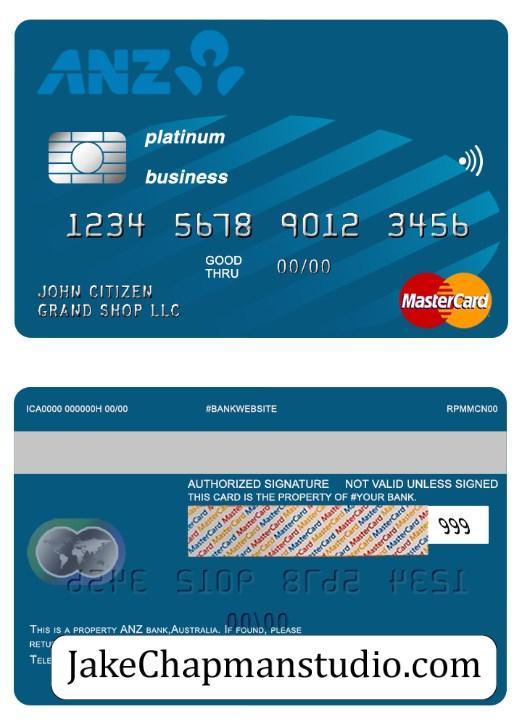 ANZ
platinum
business
1234 5678 9012 3456
GOOD
THRU 00/00
JOHN CITIZEN
GRAND SHOP LLC
MasterCard
ICA0000 000000H 00/00 #BANKWEBSITE RPMMCN00
AUTHORIZED SIGNATURE NOT VALID UNLESS SIGNED
THIS CARD IS THE PROPERTY OF #YOUR BANK.
999
THIS IS A PROPERTY ANZ BANK,AUSTRALIA. IF FOUND, PLEASE
JakeChapmanstudio.com